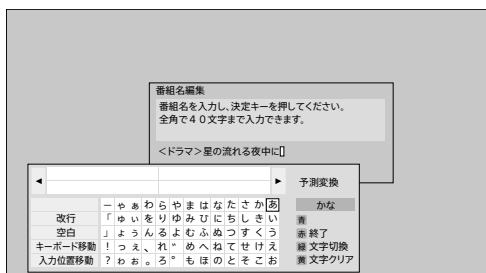 番組名編集
番組名を入力し、決定キーを押してください。
全角で４０文字まで入力できます。
＜ドラマ＞星の流れる夜中に
◀ ▶ 予測変換
ー ゃ ぁ わ ら や ま は な た さ か あ かな
改行 「 ゅ ぃ を り ゆ み ひ に ち し き い 青
空白 」 ょ ぅ ん る よ む ふ ぬ つ す く う 赤 終了
キーボード移動 ！ っ ぇ 、 れ ゛ め へ ね て せ け え 緑 文字切換
入力位置移動 ？ ゎ ぉ 。 ろ ゜ も ほ の と そ こ お 黄 文字クリア